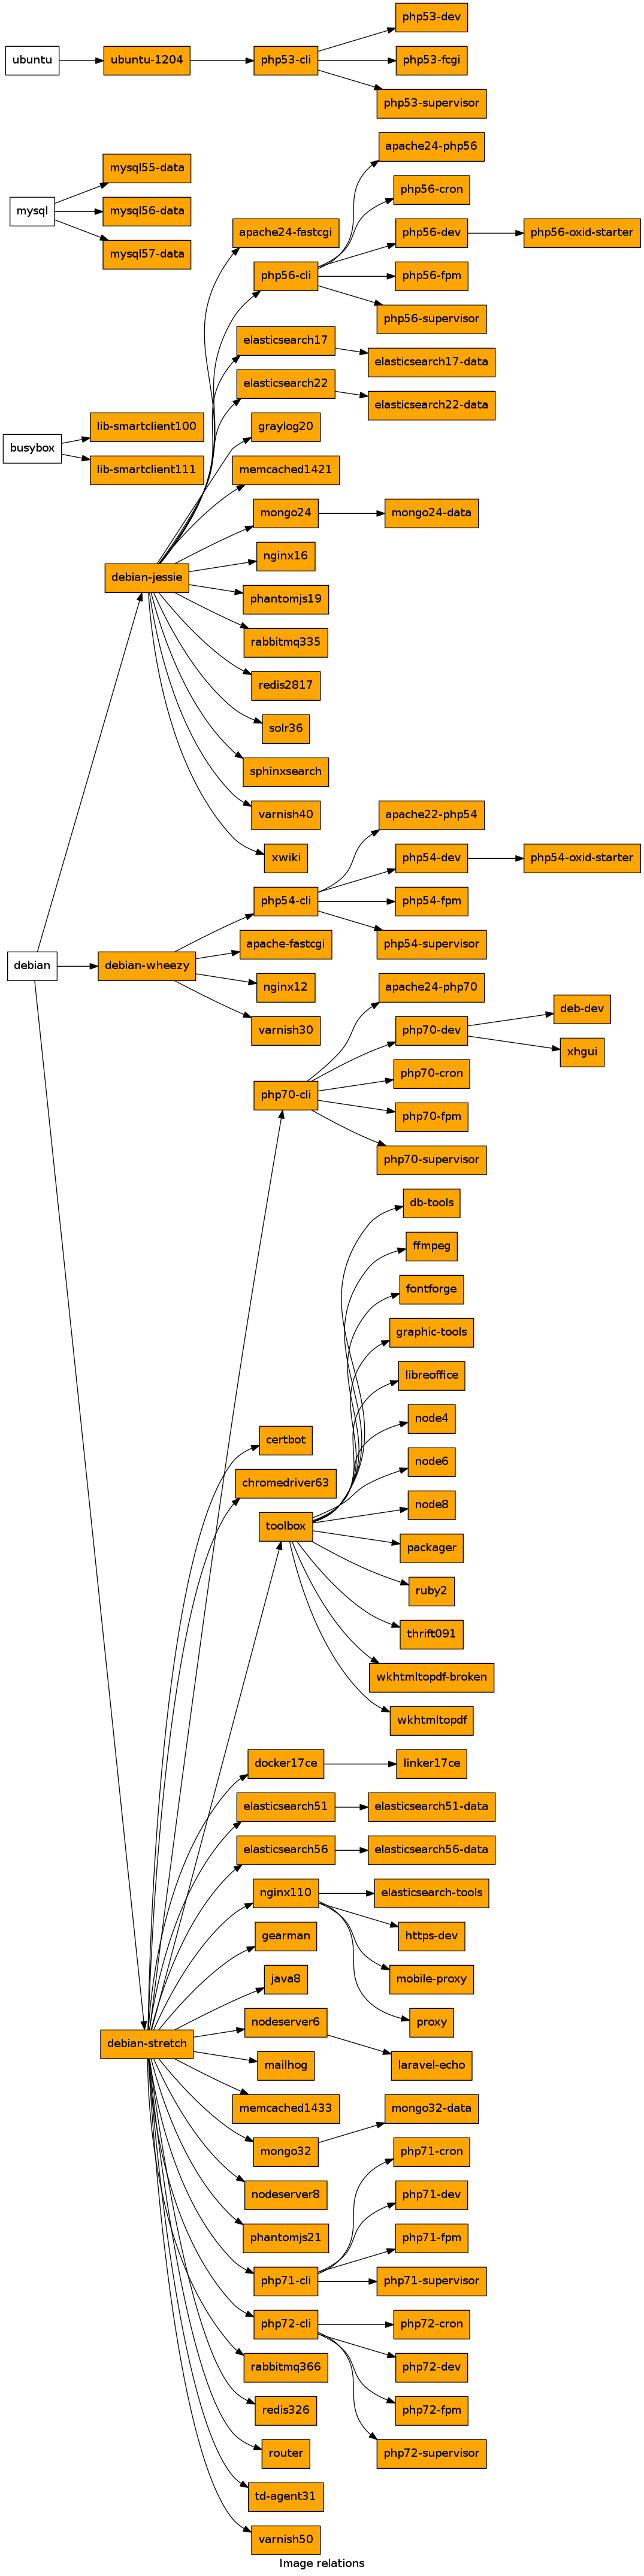 php53-dev
ubuntu
ubuntu-1204
php53-cli
php53-fcgi
php53-supervisor
apache24-php56
mysql55-data
php56-cron
mysql
mysql56-data
apache24-fastcgi
php56-dev
php56-oxid-starter
mysql57-data
php56-cli
php56-fpm
php56-supervisor
elasticsearch17
elasticsearch17-data
elasticsearch22
elasticsearch22-data
lib-smartclient100
graylog20
busybox
lib-smartclient111
memcached1421
mongo24
mongo24-data
nginx16
debian-jessie
phantomjs19
rabbitmq335
redis2817
solr36
sphinxsearch
varnish40
apache22-php54
xwiki
php54-dev
php54-oxid-starter
php54-cli
php54-fpm
apache-fastcgi
php54-supervisor
debian
debian-wheezy
nginx12
apache24-php70
deb-dev
varnish30
php70-dev
xhgui
php70-cron
php70-cli
php70-fpm
php70-supervisor
db-tools
ffmpeg
fontforge
graphic-tools
libreoffice
node4
certbot
node6
chromedriver63
node8
toolbox
packager
ruby2
thrift091
wkhtmltopdf-broken
wkhtmltopdf
docker17ce
linker17ce
elasticsearch51
elasticsearch51-data
elasticsearch56
elasticsearch56-data
nginx110
elasticsearch-tools
gearman
https-dev
java8
mobile-proxy
nodeserver6
proxy
debian-stretch
mailhog
laravel-echo
memcached1433
mongo32-data
mongo32
php71-cron
nodeserver8
php71-dev
phantomjs21
php71-fpm
php71-cli
php71-supervisor
php72-cli
php72-cron
rabbitmq366
php72-dev
redis326
php72-fpm
router
php72-supervisor
td-agent31
varnish50
Image relations